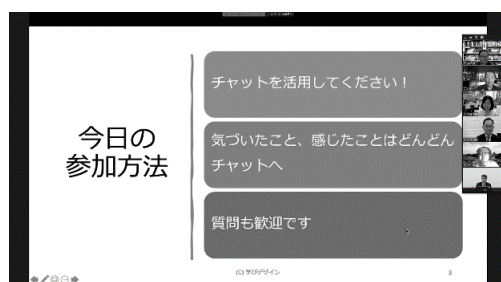 今日の
参加方法
チャットを活用してください！
気づいたこと、感じたことはどんどん
チャットへ
質問も歓迎です
(C) 学びデザイン
3